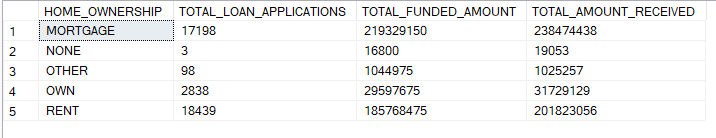 HOME_OWNERSHIP TOTAL_LOAN_APPLICATIONS TOTAL_FUNDED_AMOUNT TOTAL_AMOUNT_RECEIVED
1 MORTGAGE 17198 219329150 238474438
2 NONE 3 16800 19053
3 OTHER 98 1044975 1025257
4 OWN 2838 29597675 31729129
5 RENT 18439 185768475 201823056